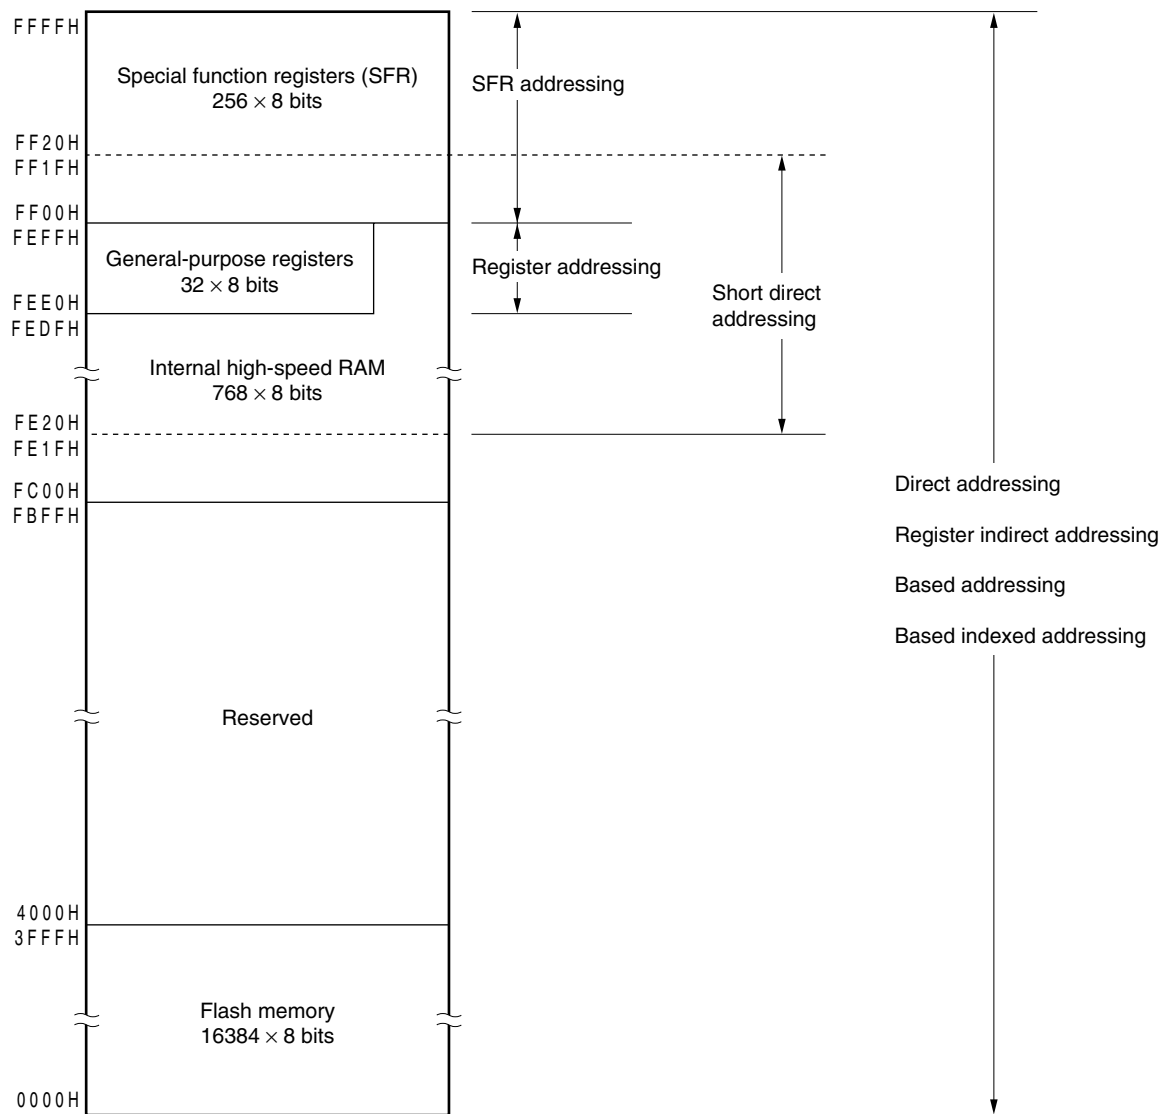 FFFFH
Special function registers (SFR)
256 × 8 bits
SFR addressing
FF20H
FF1FH
FF00H
FEFFH
General-purpose registers
32 × 8 bits
Register addressing
Short direct
addressing
FEE0H
FEDFH
Internal high-speed RAM
768 × 8 bits
FE20H
FE1FH
FC00H
FBFFH
Direct addressing
Register indirect addressing
Based addressing
Based indexed addressing
Reserved
4000H
3FFFH
Flash memory
16384 × 8 bits
0000H